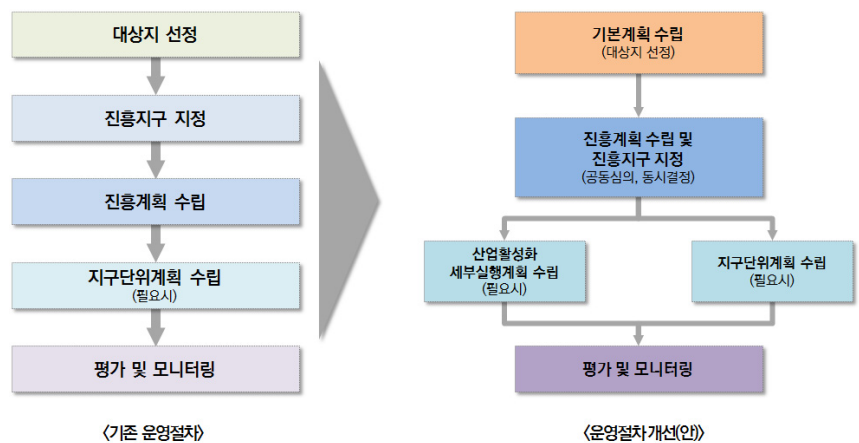 대상지 선정
진흥지구 지정
진흥계획 수립
지구단위계획 수립
(필요시)
평가 및 모니터링
〈기존 운영절차〉
기본계획 수립
(대상지 선정)
진흥계획 수립 및
진흥지구 지정
(공동심의, 동시결정)
산업활성화
세부실행계획 수립
(필요시)
지구단위계획 수립
(필요시)
평가 및 모니터링
〈운영절차 개선(안)〉